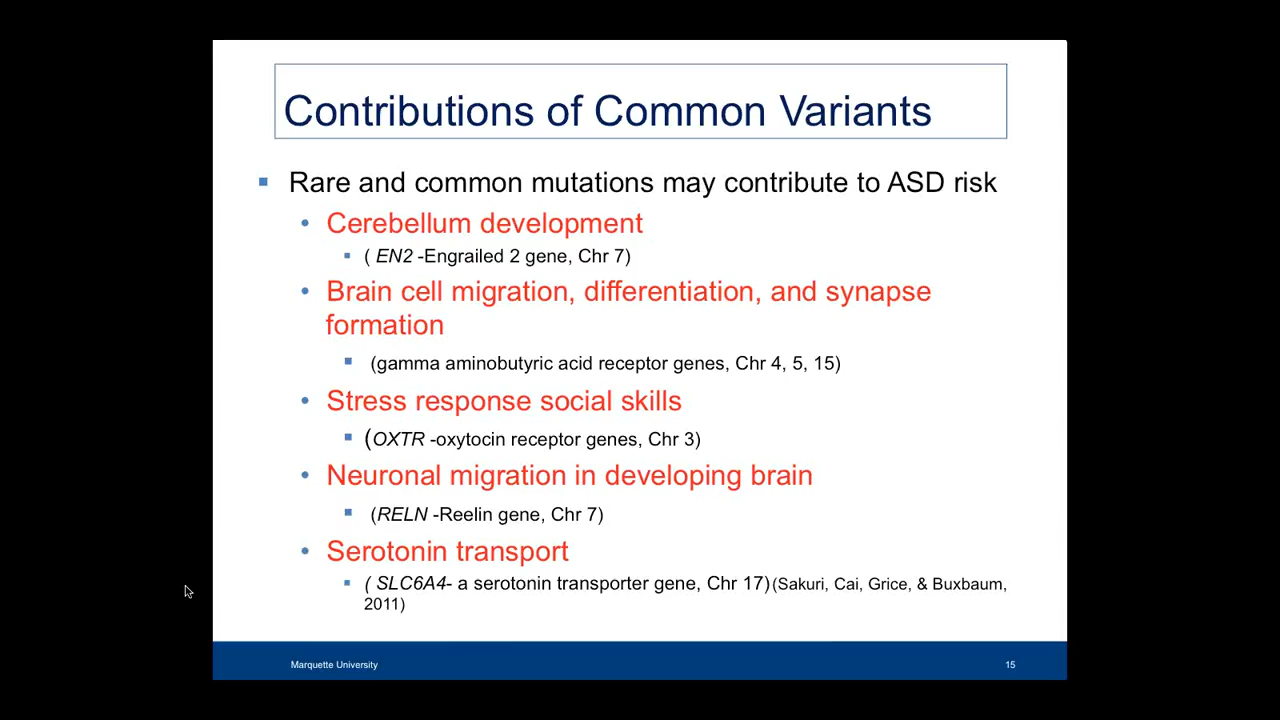 Contributions of Common Variants
Rare and common mutations may contribute to ASD risk
Cerebellum development
( EN2 -Engrailed 2 gene, Chr 7)
Brain cell migration, differentiation, and synapse
formation
(gamma aminobutyric acid receptor genes, Chr 4, 5, 15)
Stress response social skills
(OXTR -oxytocin receptor genes, Chr 3)
Neuronal migration in developing brain
(RELN -Reelin gene, Chr 7)
Serotonin transport
( SLC6A4- a serotonin transporter gene, Chr 17)(Sakuri, Cai, Grice, & Buxbaum,
2011)
Marquette University
15